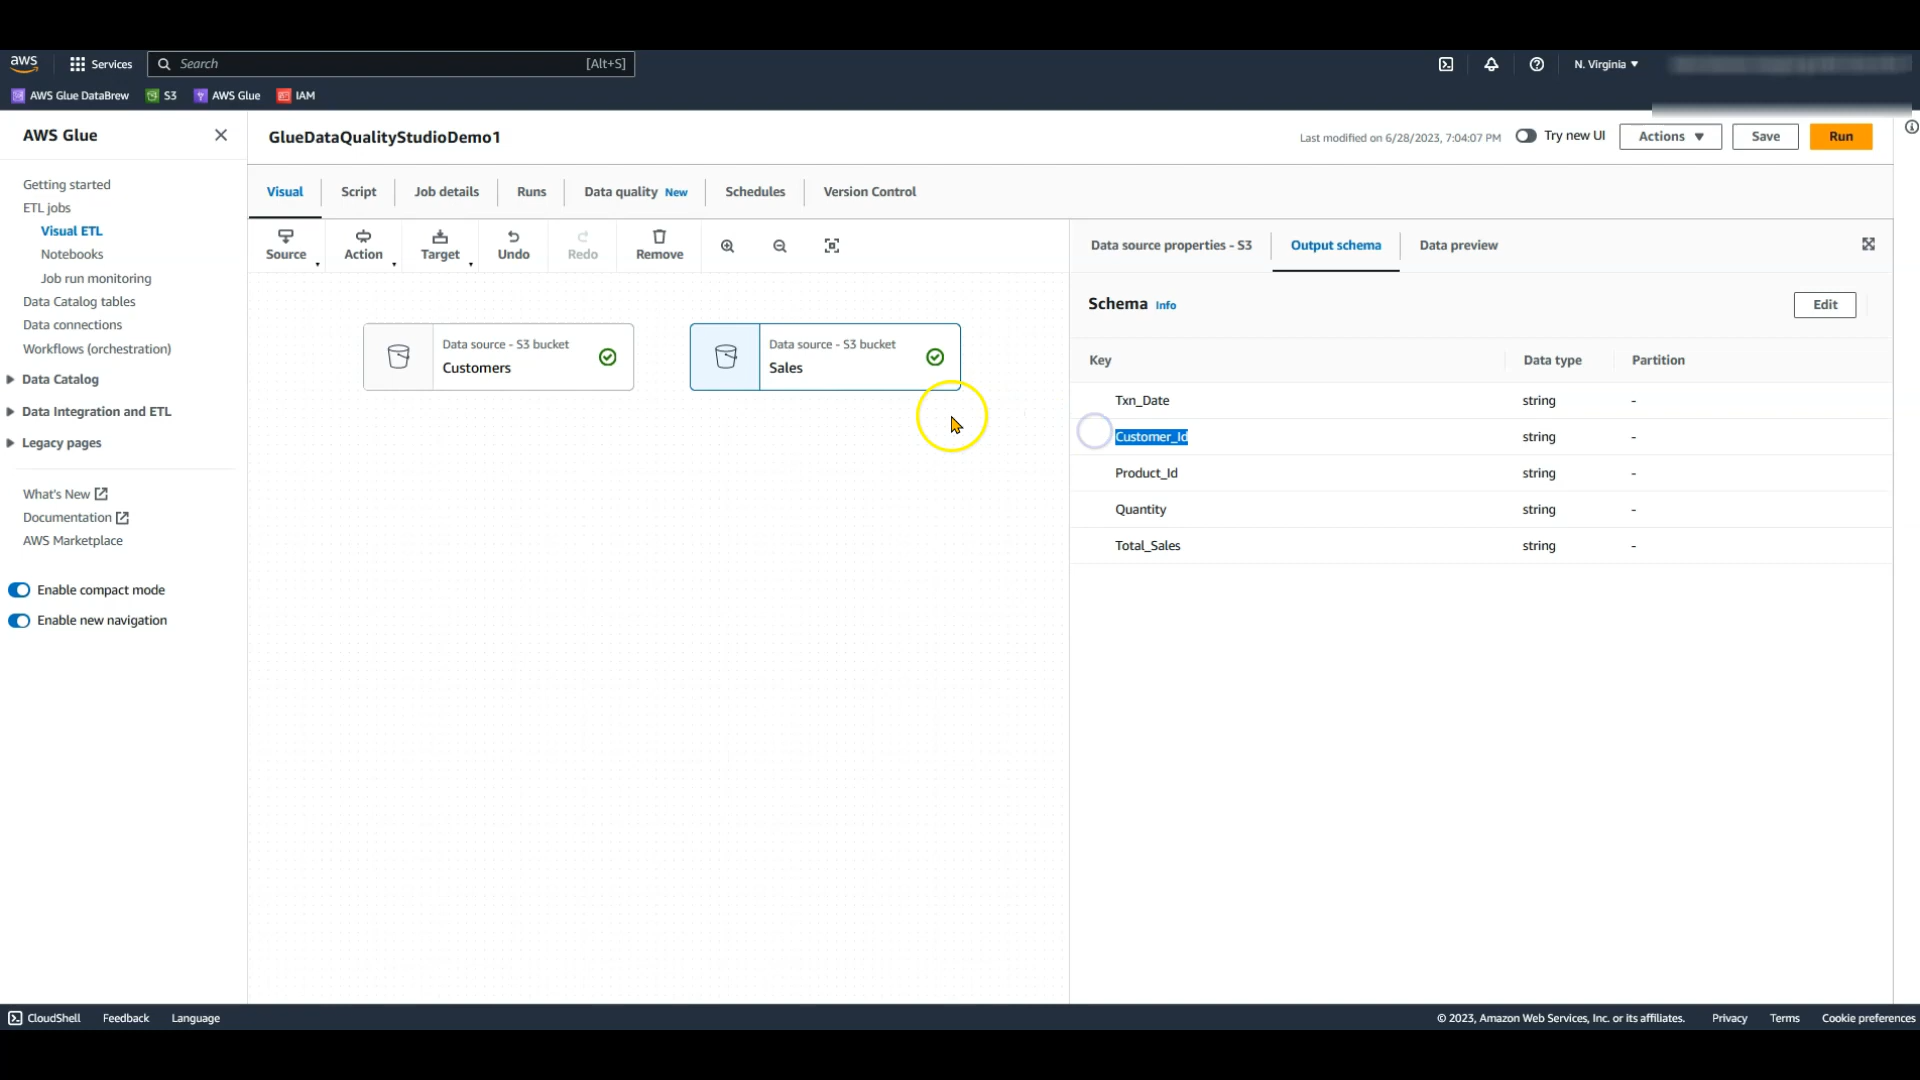 aws Services Search [Alt+S] N. Virginia ▼
AWS Glue DataBrew S3 AWS Glue IAM
AWS Glue
GlueDataQualityStudioDemo1
Last modified on 6/28/2023, 7:04:07 PM Try new UI Actions ▼ Save Run
Getting started
ETL jobs
Visual ETL
Notebooks
Job run monitoring
Data Catalog tables
Data connections
Workflows (orchestration)
Data Catalog
Data Integration and ETL
Legacy pages
What's New
Documentation
AWS Marketplace
Enable compact mode
Enable new navigation
Visual Script Job details Runs Data quality New Schedules Version Control
Source Action Target Undo Redo Remove
Data source - S3 bucket
Customers
Data source - S3 bucket
Sales
Data source properties - S3 Output schema Data preview
Schema Info Edit
Key Data type Partition
Txn_Date string -
Customer_Id string -
Product_Id string -
Quantity string -
Total_Sales string -
CloudShell Feedback Language © 2023, Amazon Web Services, Inc. or its affiliates. Privacy Terms Cookie preferences